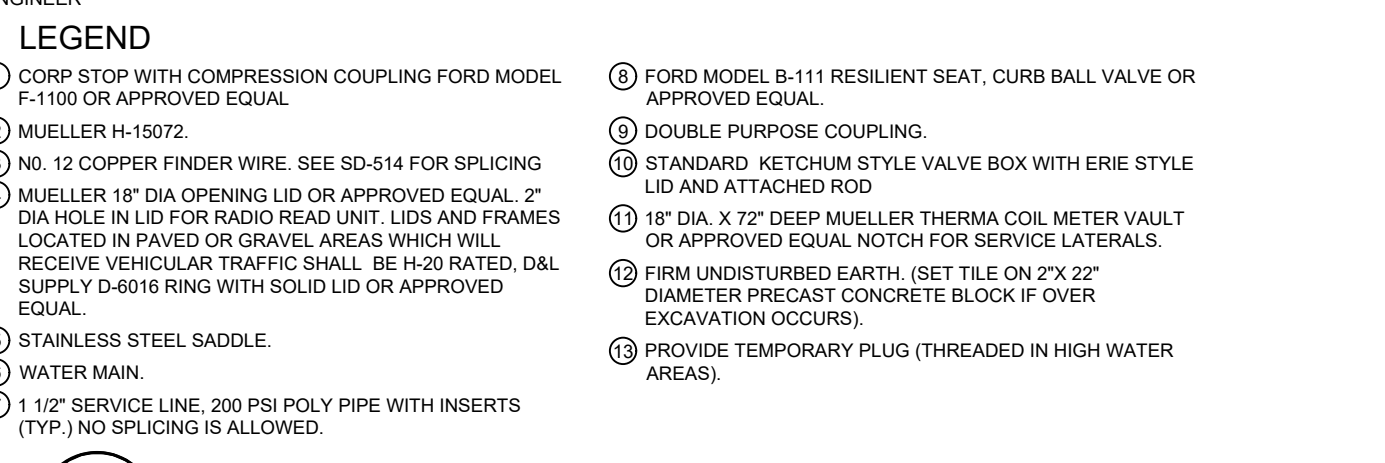 LEGEND
CORP STOP WITH COMPRESSION COUPLING FORD MODEL
F-1100 OR APPROVED EQUAL
MUELLER H-15072.
N0. 12 COPPER FINDER WIRE. SEE SD-514 FOR SPLICING
MUELLER 18" DIA OPENING LID OR APPROVED EQUAL. 2"
DIA HOLE IN LID FOR RADIO READ UNIT. LIDS AND FRAMES
LOCATED IN PAVED OR GRAVEL AREAS WHICH WILL
RECEIVE VEHICULAR TRAFFIC SHALL BE H-20 RATED, D&L
SUPPLY D-6016 RING WITH SOLID LID OR APPROVED
EQUAL.
STAINLESS STEEL SADDLE.
WATER MAIN.
1 1/2" SERVICE LINE, 200 PSI POLY PIPE WITH INSERTS
(TYP.) NO SPLICING IS ALLOWED.
8 FORD MODEL B-111 RESILIENT SEAT, CURB BALL VALVE OR
APPROVED EQUAL.
9 DOUBLE PURPOSE COUPLING.
10 STANDARD KETCHUM STYLE VALVE BOX WITH ERIE STYLE
LID AND ATTACHED ROD
11 18" DIA. X 72" DEEP MUELLER THERMA COIL METER VAULT
OR APPROVED EQUAL NOTCH FOR SERVICE LATERALS.
12 FIRM UNDISTURBED EARTH. (SET TILE ON 2"X 22"
DIAMETER PRECAST CONCRETE BLOCK IF OVER
EXCAVATION OCCURS).
13 PROVIDE TEMPORARY PLUG (THREADED IN HIGH WATER
AREAS).